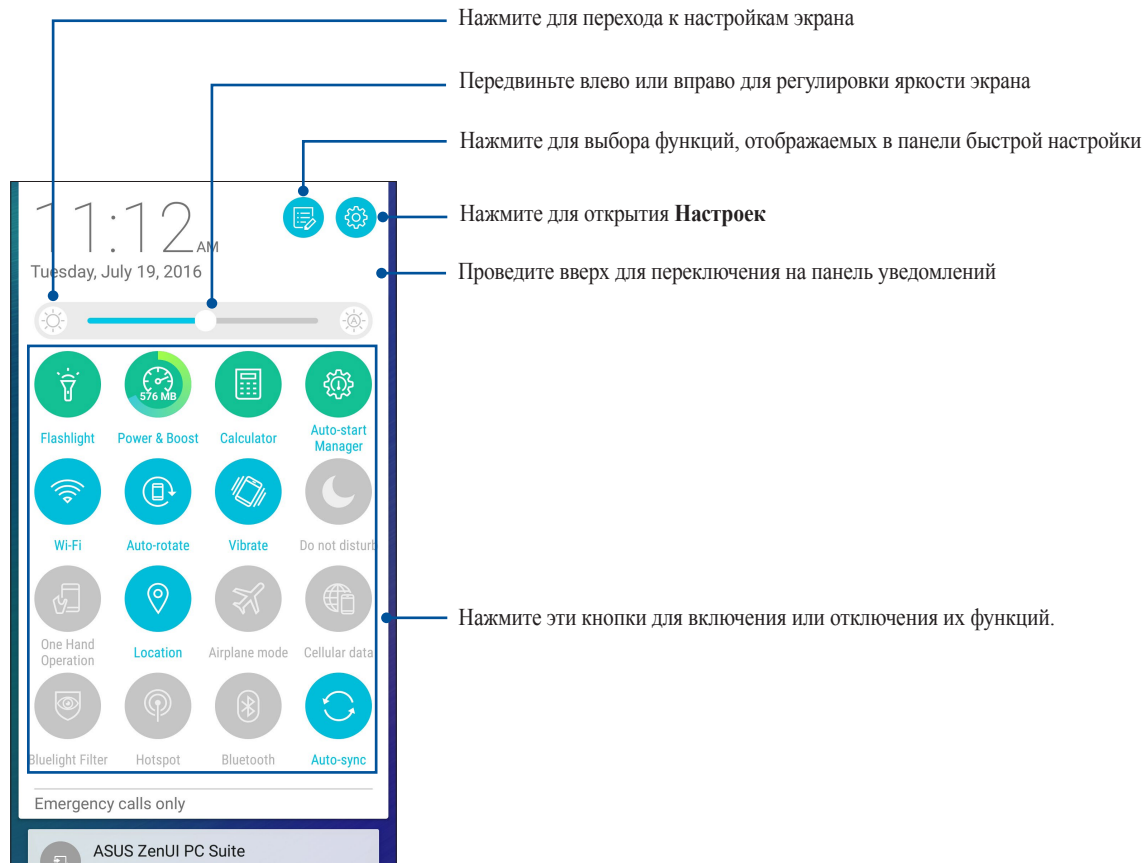 Нажмите для перехода к настройкам экрана
Передвиньте влево или вправо для регулировки яркости экрана
Нажмите для выбора функций, отображаемых в панели быстрой настройки
Нажмите для открытия Настроек
Проведите вверх для переключения на панель уведомлений
11:12 AM
Tuesday, July 19, 2016
A
576 MB
Flashlight
Power & Boost
Calculator
Auto-start
Manager
Wi-Fi
Auto-rotate
Vibrate
Do not disturb
One Hand
Operation
Location
Airplane mode
Cellular data
Нажмите эти кнопки для включения или отключения их функций.
Bluelight Filter
Hotspot
Bluetooth
Auto-sync
Emergency calls only
ASUS ZenUI PC Suite